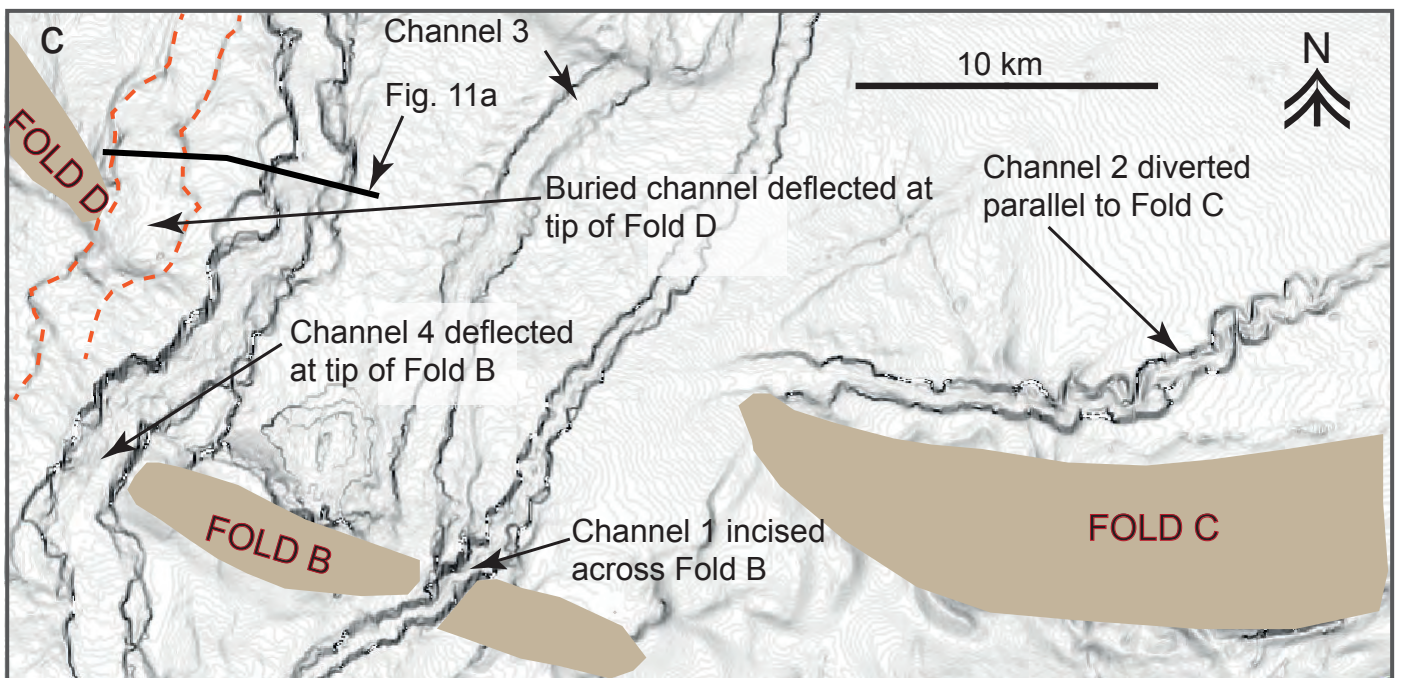 c
Channel 3
Fig. 11a
10 km
N
FOLD D
Buried channel deflected at
tip of Fold D
Channel 2 diverted
parallel to Fold C
Channel 4 deflected
at tip of Fold B
FOLD B
Channel 1 incised
across Fold B
FOLD C